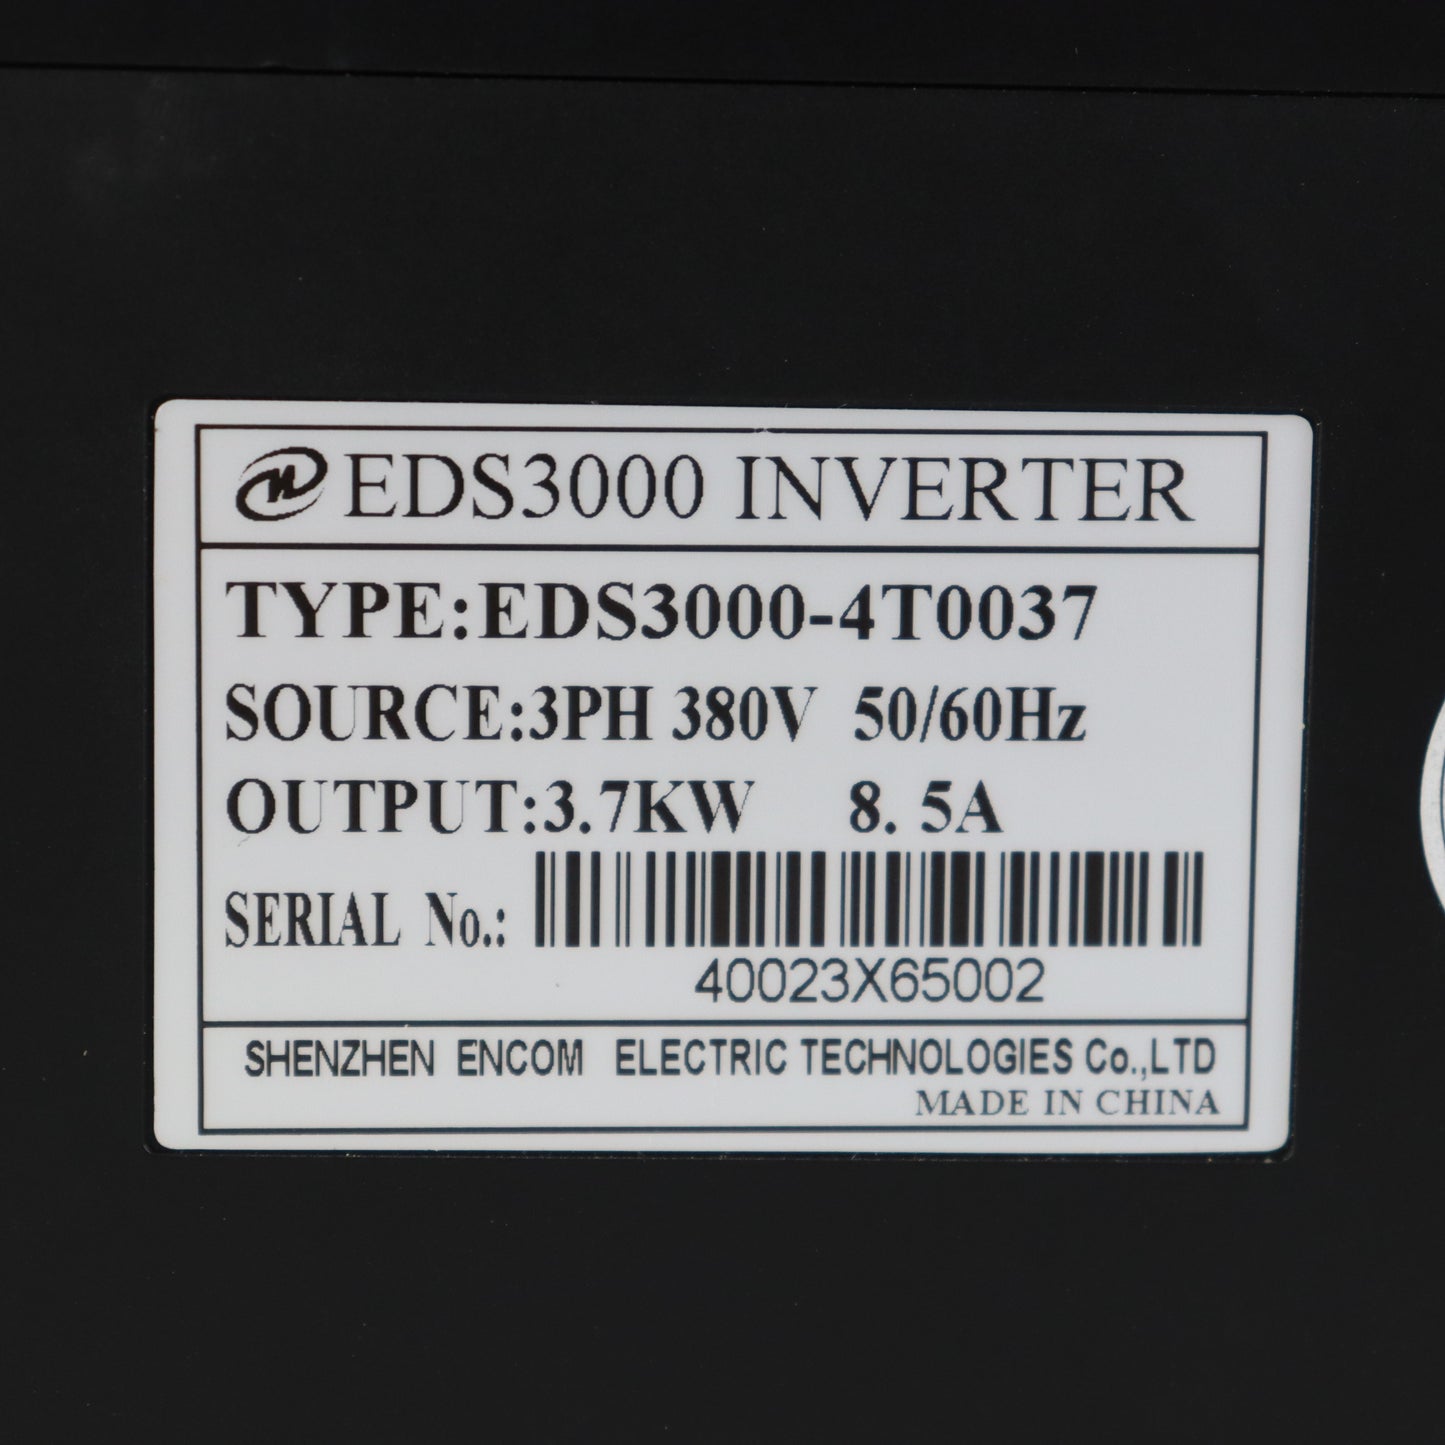 EDS3000 INVERTER
TYPE:EDS3000-4T0037
SOURCE:3PH 380V 50/60Hz
OUTPUT:3.7KW 8.5A
SERIAL No.:
40023X65002
SHENZHEN ENCOM ELECTRIC TECHNOLOGIES Co.,LTD
MADE IN CHINA